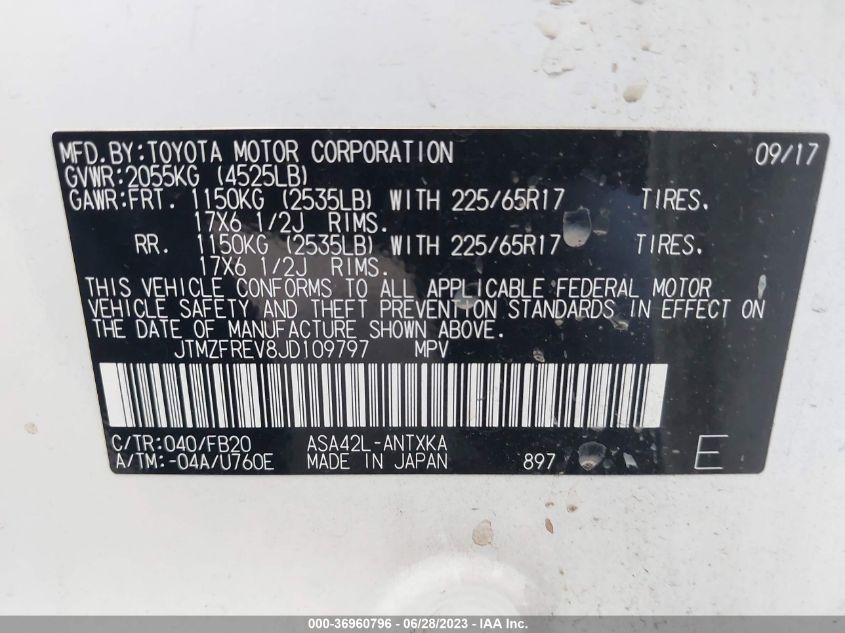 MFD.BY:TOYOTA MOTOR CORPORATION 09/17
GVWR:2055KG (4525LB)
GAWR:FRT. 1150KG (2535LB) WITH 225/65R17 TIRES.
17X6 1/2J RIMS.
RR. 1150KG (2535LB) WITH 225/65R17 TIRES.
17X6 1/2J RIMS.
THIS VEHICLE CONFORMS TO ALL APPLICABLE FEDERAL MOTOR
VEHICLE SAFETY AND THEFT PREVENTION STANDARDS IN EFFECT ON
THE DATE OF MANUFACTURE SHOWN ABOVE.
JTMZFREV8JD109797 MPV
C/TR:040/FB20 ASA42L-ANTXKA
A/TM:-04A/U760E MADE IN JAPAN 897 E
000-36960796 - 06/28/2023 - IAA Inc.